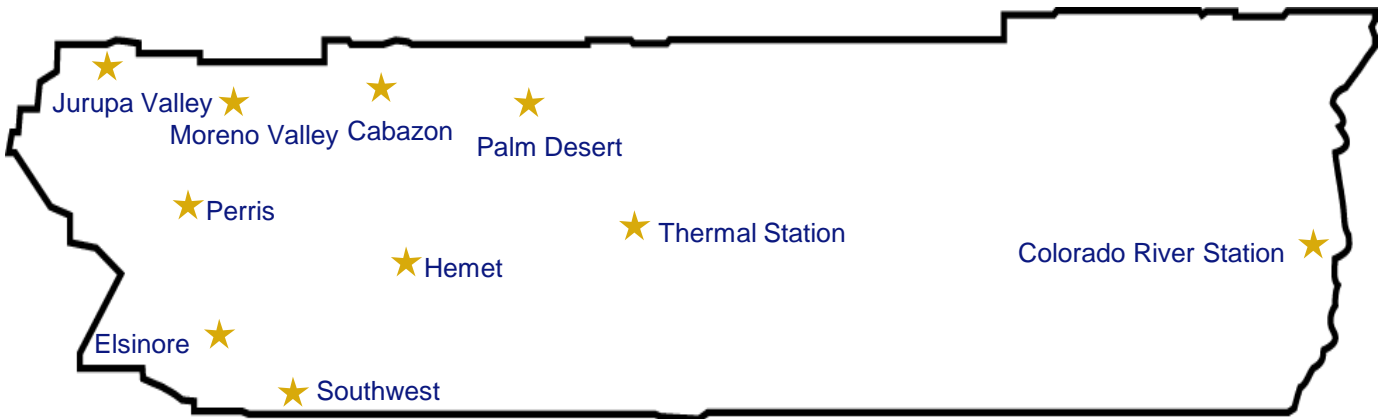 Jurupa Valley
Moreno Valley
Cabazon
Palm Desert
Perris
Thermal Station
Hemet
Colorado River Station
Elsinore
Southwest